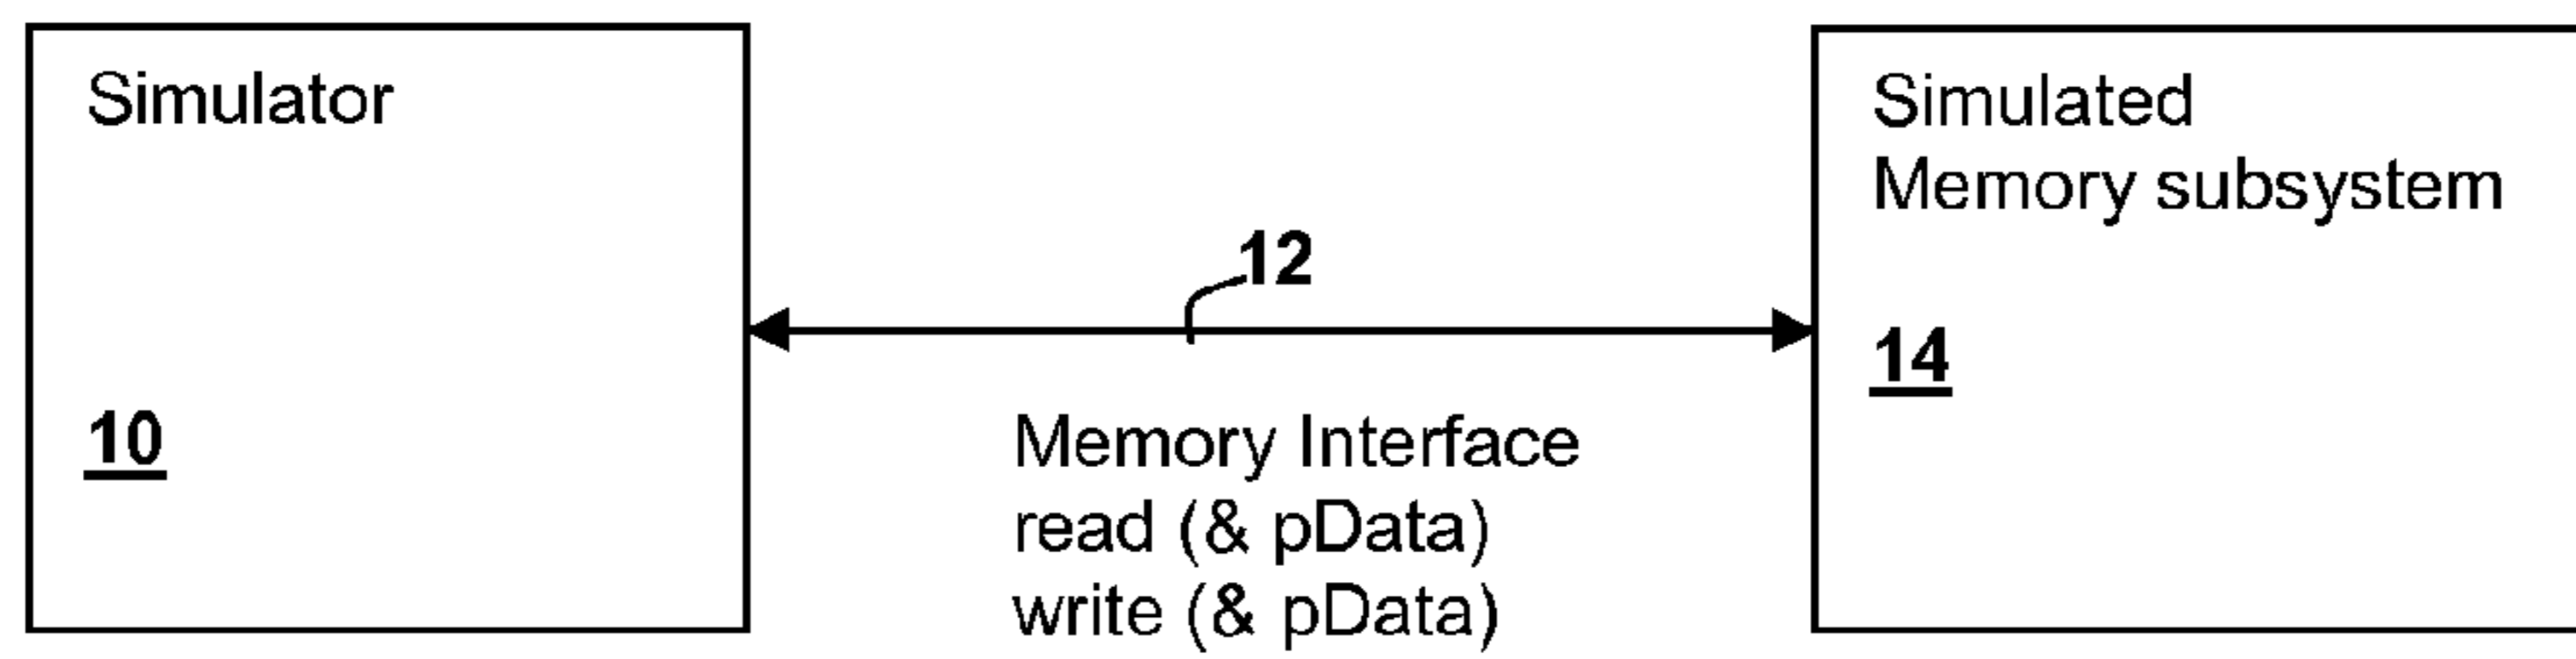 Simulator
10
12
Memory Interface
read (& pData)
write (& pData)
Simulated
Memory subsystem
14